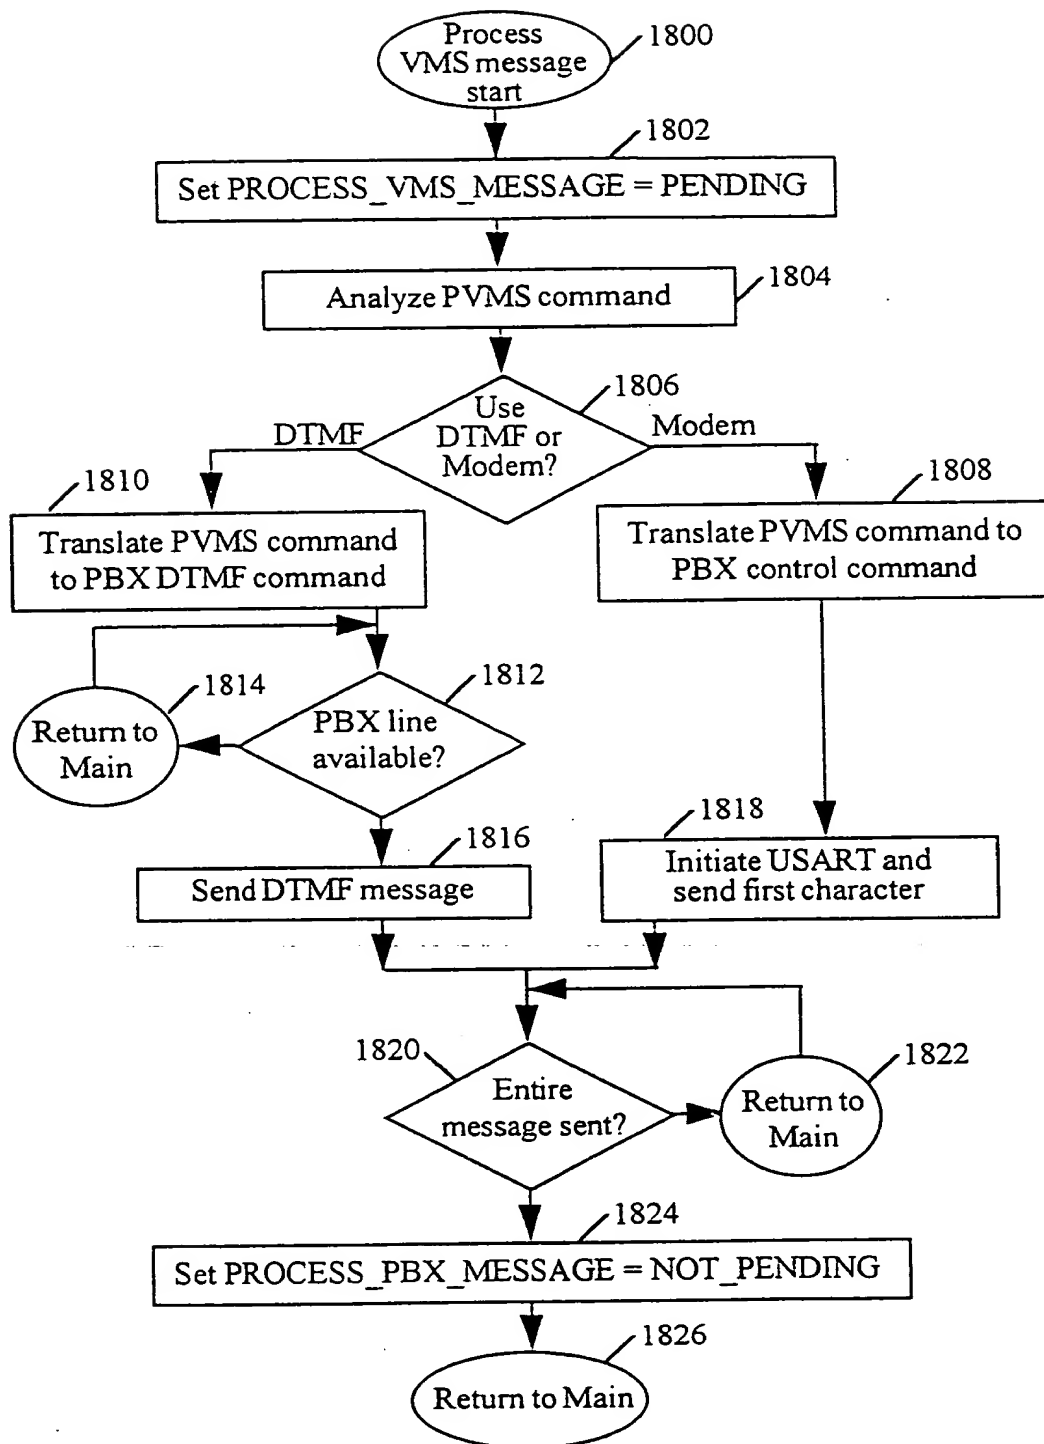 Process
VMS message
start
1800
1802
Set PROCESS_VMS_MESSAGE = PENDING
Analyze PVMS command
1804
1806
Use
DTMF or
Modem?
DTMF
Modem
1810
Translate PVMS command
to PBX DTMF command
1808
Translate PVMS command to
PBX control command
1812
PBX line
available?
1814
Return to
Main
1816
Send DTMF message
1818
Initiate USART and
send first character
1820
Entire
message sent?
1822
Return to
Main
1824
Set PROCESS_PBX_MESSAGE = NOT_PENDING
1826
Return to Main